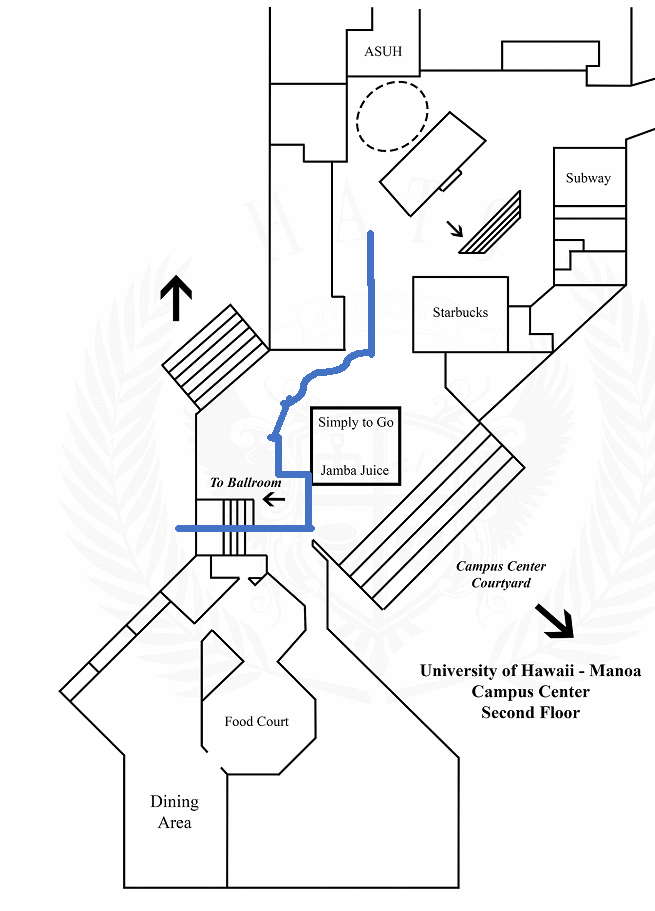 ASUH
Subway
Starbucks
Simply to Go
Jamba Juice
To Ballroom
Campus Center
Courtyard
University of Hawaii - Manoa
Campus Center
Second Floor
Food Court
Dining
Area